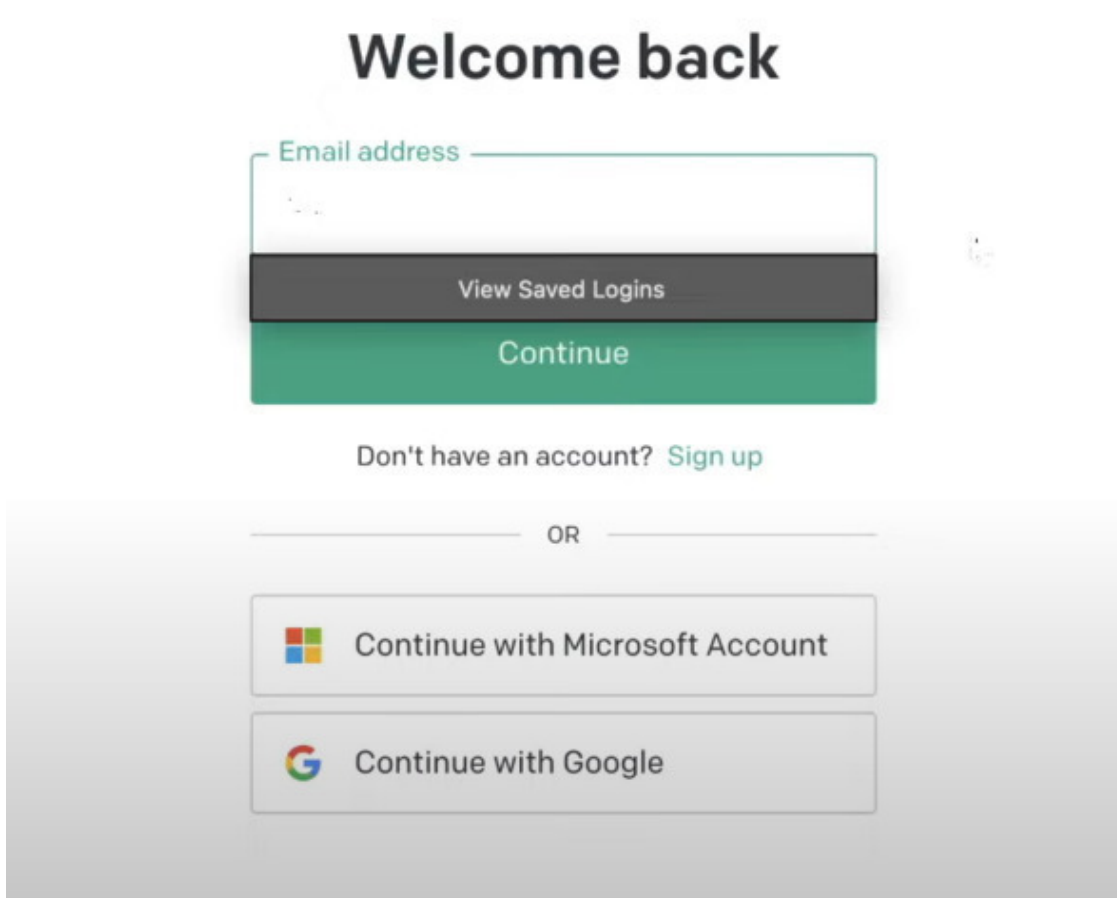 Welcome back
Email address
View Saved Logins
Continue
Don't have an account? Sign up
OR
Continue with Microsoft Account
Continue with Google